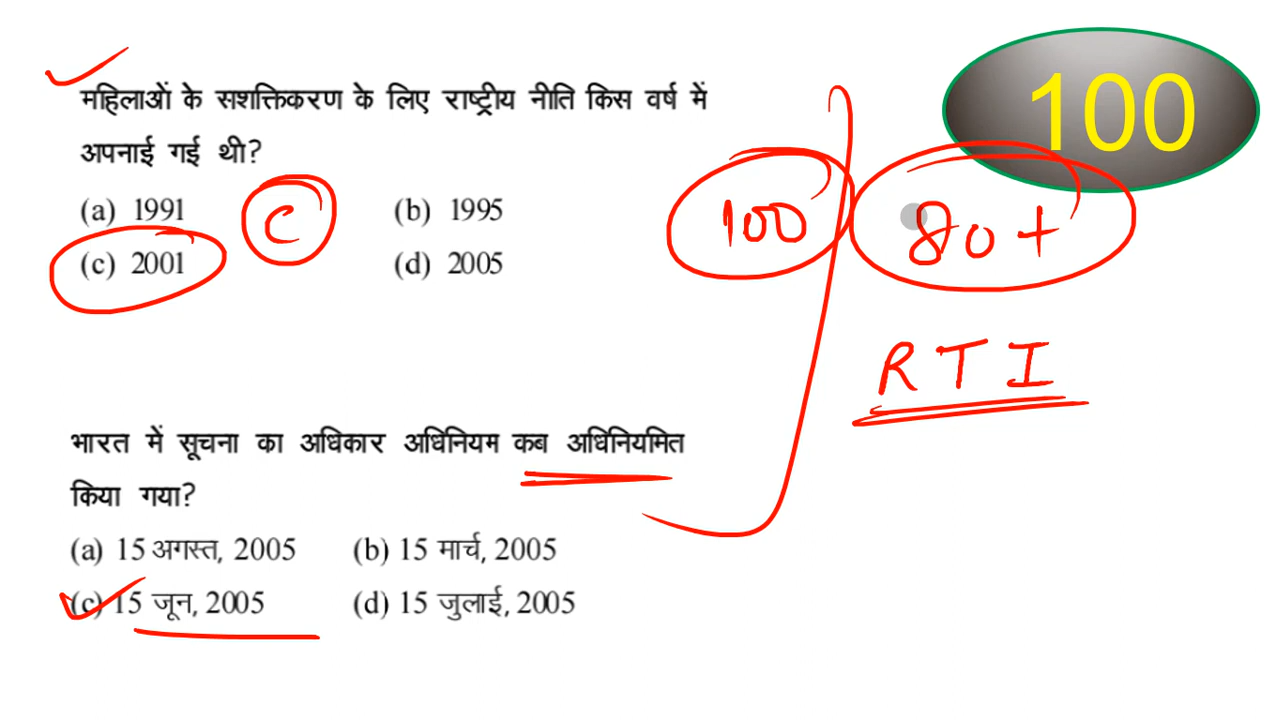 महिलाओं के सशक्तिकरण के लिए राष्ट्रीय नीति किस वर्ष में
अपनाई गई थी?
(a) 1991 (b) 1995
(c) 2001 (d) 2005
C
100
100
80+
RTI
भारत में सूचना का अधिकार अधिनियम कब अधिनियमित
किया गया?
(a) 15 अगस्त, 2005 (b) 15 मार्च, 2005
(c) 15 जून, 2005 (d) 15 जुलाई, 2005